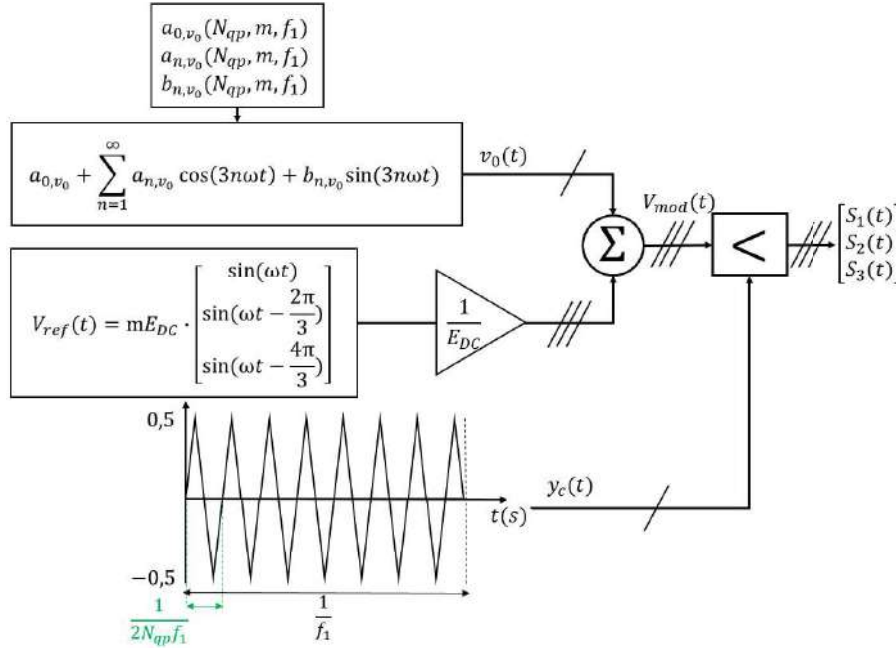 a_{0,v_0}(N_{qp}, m, f_1)
a_{n,v_0}(N_{qp}, m, f_1)
b_{n,v_0}(N_{qp}, m, f_1)
a_{0,v_0} + \sum_{n=1}^{\infty} a_{n,v_0} cos(3nωt) + b_{n,v_0} sin(3nωt)
v_0(t)
V_{ref}(t) = mE_{DC} · [sin(ωt)
sin(ωt − 2π/3)
sin(ωt − 4π/3)]
1/E_{DC}
Σ
V_{mod}(t)
<
[S_1(t)
S_2(t)
S_3(t)]
0,5
−0,5
t(s)
y_c(t)
1/(2N_{qp}f_1)
1/f_1